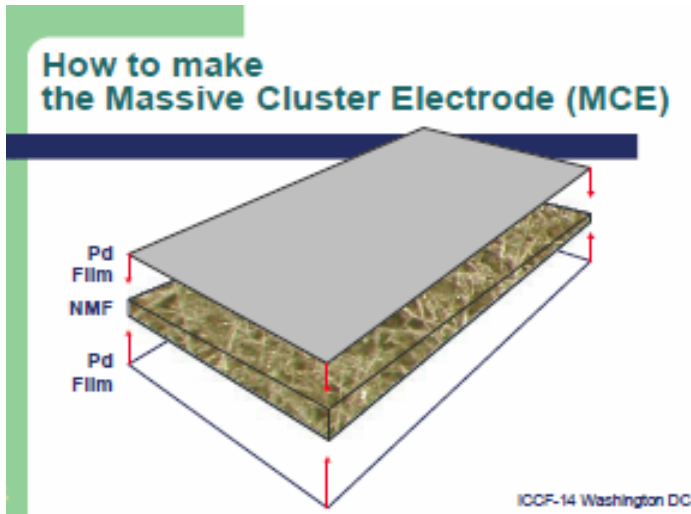 How to make
the Massive Cluster Electrode (MCE)
Pd
Film
NMF
Pd
Film
ICCF-14 Washington DC